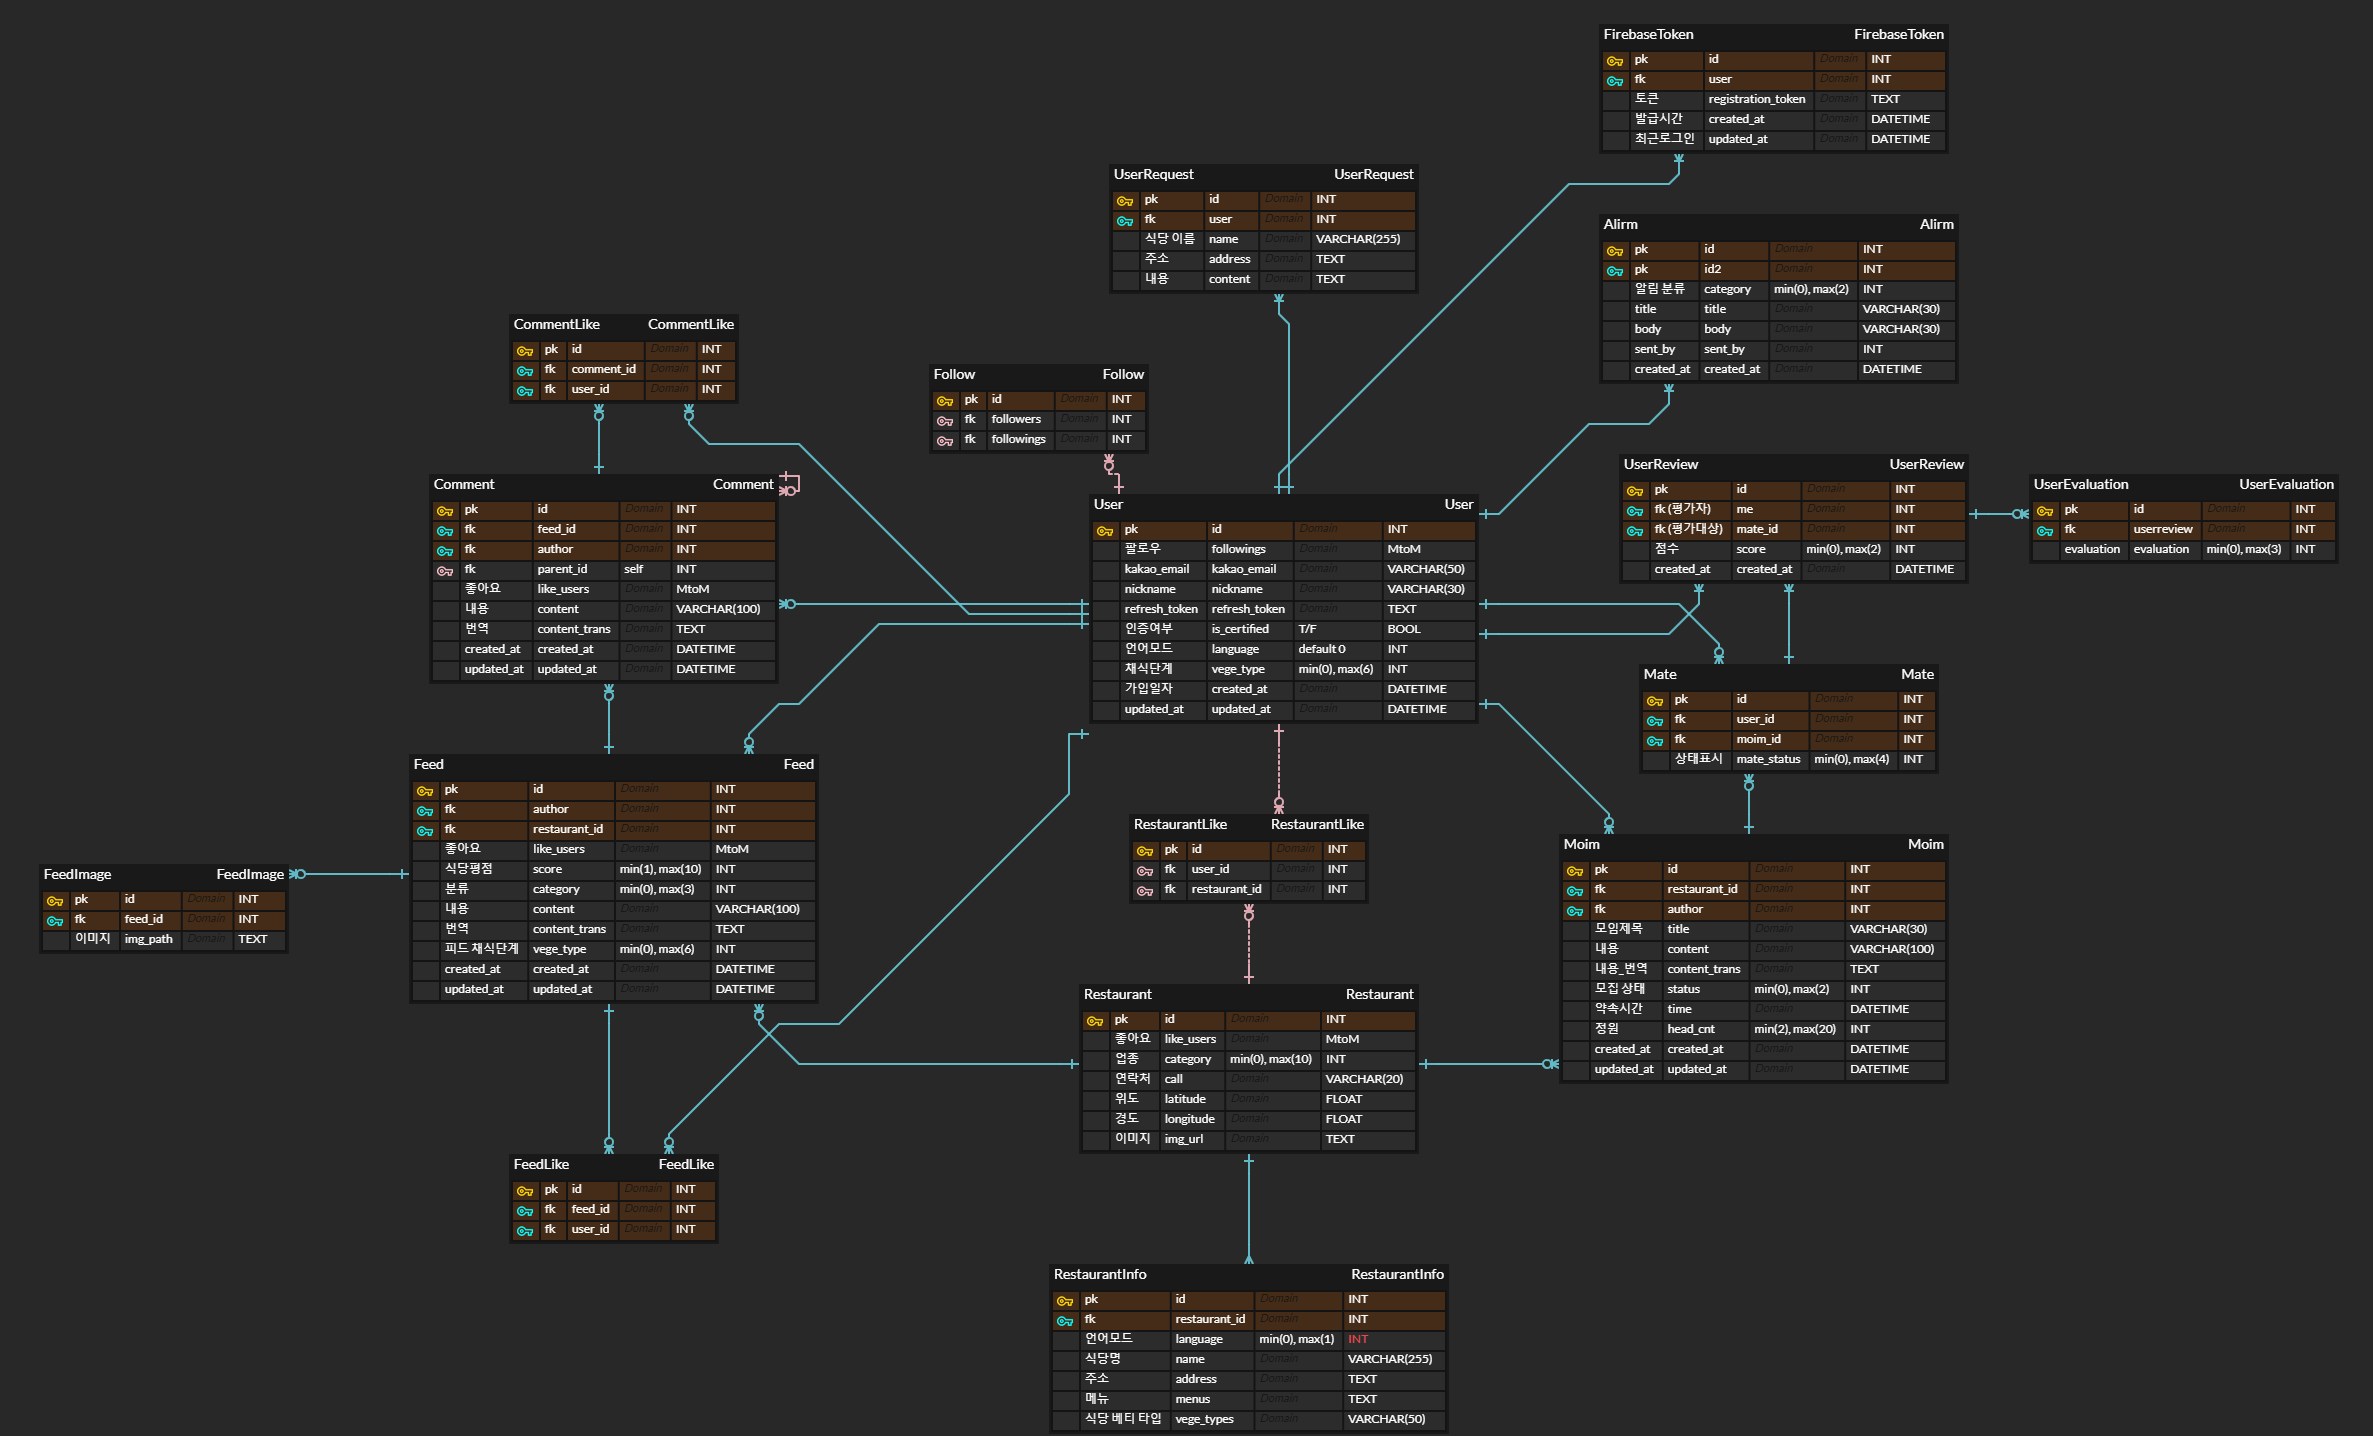 FirebaseToken FirebaseToken
pk id Domain INT
fk user Domain INT
토큰 registration_token Domain TEXT
발급시간 created_at Domain DATETIME
최근로그인 updated_at Domain DATETIME
UserRequest UserRequest
pk id Domain INT
fk user Domain INT
식당 이름 name Domain VARCHAR(255)
주소 address Domain TEXT
내용 content Domain TEXT
Alirm Alirm
pk id Domain INT
pk id2 Domain INT
알림 분류 category min(0), max(2) INT
title title Domain VARCHAR(30)
body body Domain VARCHAR(30)
sent_by sent_by Domain INT
created_at created_at Domain DATETIME
CommentLike CommentLike
pk id Domain INT
fk comment_id Domain INT
fk user_id Domain INT
Follow Follow
pk id Domain INT
fk followers Domain INT
fk followings Domain INT
UserReview UserReview
pk id Domain INT
fk (평가자) me Domain INT
fk (평가대상) mate_id Domain INT
점수 score min(0), max(2) INT
created_at created_at Domain DATETIME
UserEvaluation UserEvaluation
pk id Domain INT
fk userreview Domain INT
evaluation evaluation min(0), max(3) INT
Comment Comment
pk id Domain INT
fk feed_id Domain INT
fk author Domain INT
fk parent_id self INT
좋아요 like_users Domain MtoM
내용 content Domain VARCHAR(100)
번역 content_trans Domain TEXT
created_at created_at Domain DATETIME
updated_at updated_at Domain DATETIME
User User
pk id Domain INT
팔로우 followings Domain MtoM
kakao_email kakao_email Domain VARCHAR(50)
nickname nickname Domain VARCHAR(30)
refresh_token refresh_token Domain TEXT
인증여부 is_certified T/F BOOL
언어모드 language default 0 INT
채식단계 vege_type min(0), max(6) INT
가입일자 created_at Domain DATETIME
updated_at updated_at Domain DATETIME
Mate Mate
pk id Domain INT
fk user_id Domain INT
fk moim_id Domain INT
상태표시 mate_status min(0), max(4) INT
Feed Feed
pk id Domain INT
fk author Domain INT
fk restaurant_id Domain INT
좋아요 like_users Domain MtoM
식당평점 score min(1), max(10) INT
분류 category min(0), max(3) INT
내용 content Domain VARCHAR(100)
번역 content_trans Domain TEXT
피드 채식단계 vege_type min(0), max(6) INT
created_at created_at Domain DATETIME
updated_at updated_at Domain DATETIME
RestaurantLike RestaurantLike
pk id Domain INT
fk user_id Domain INT
fk restaurant_id Domain INT
Moim Moim
pk id Domain INT
fk restaurant_id Domain INT
fk author Domain INT
모임제목 title Domain VARCHAR(30)
내용 content Domain VARCHAR(100)
내용_번역 content_trans Domain TEXT
모집 상태 status min(0), max(2) INT
약속시간 time Domain DATETIME
정원 head_cnt min(2), max(20) INT
created_at created_at Domain DATETIME
updated_at updated_at Domain DATETIME
FeedImage FeedImage
pk id Domain INT
fk feed_id Domain INT
이미지 img_path Domain TEXT
Restaurant Restaurant
pk id Domain INT
좋아요 like_users Domain MtoM
업종 category min(0), max(10) INT
연락처 call Domain VARCHAR(20)
위도 latitude Domain FLOAT
경도 longitude Domain FLOAT
이미지 img_url Domain TEXT
FeedLike FeedLike
pk id Domain INT
fk feed_id Domain INT
fk user_id Domain INT
RestaurantInfo RestaurantInfo
pk id Domain INT
fk restaurant_id Domain INT
언어모드 language min(0), max(1) INT
식당명 name Domain VARCHAR(255)
주소 address Domain TEXT
메뉴 menus Domain TEXT
식당 베티 타입 vege_types Domain VARCHAR(50)